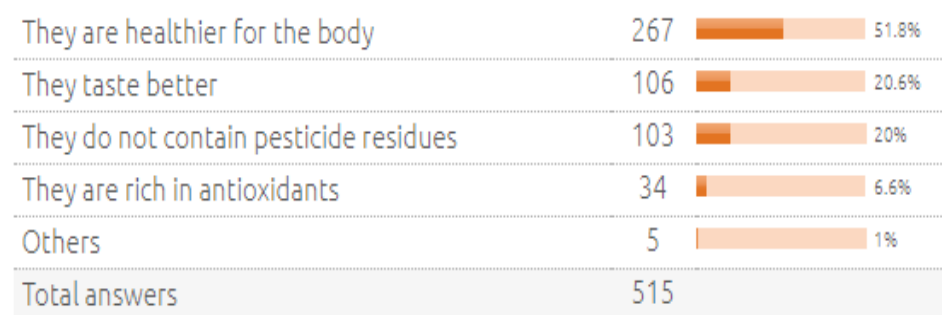 They are healthier for the body 267 51.8%
They taste better 106 20.6%
They do not contain pesticide residues 103 20%
They are rich in antioxidants 34 6.6%
Others 5 1%
Total answers 515